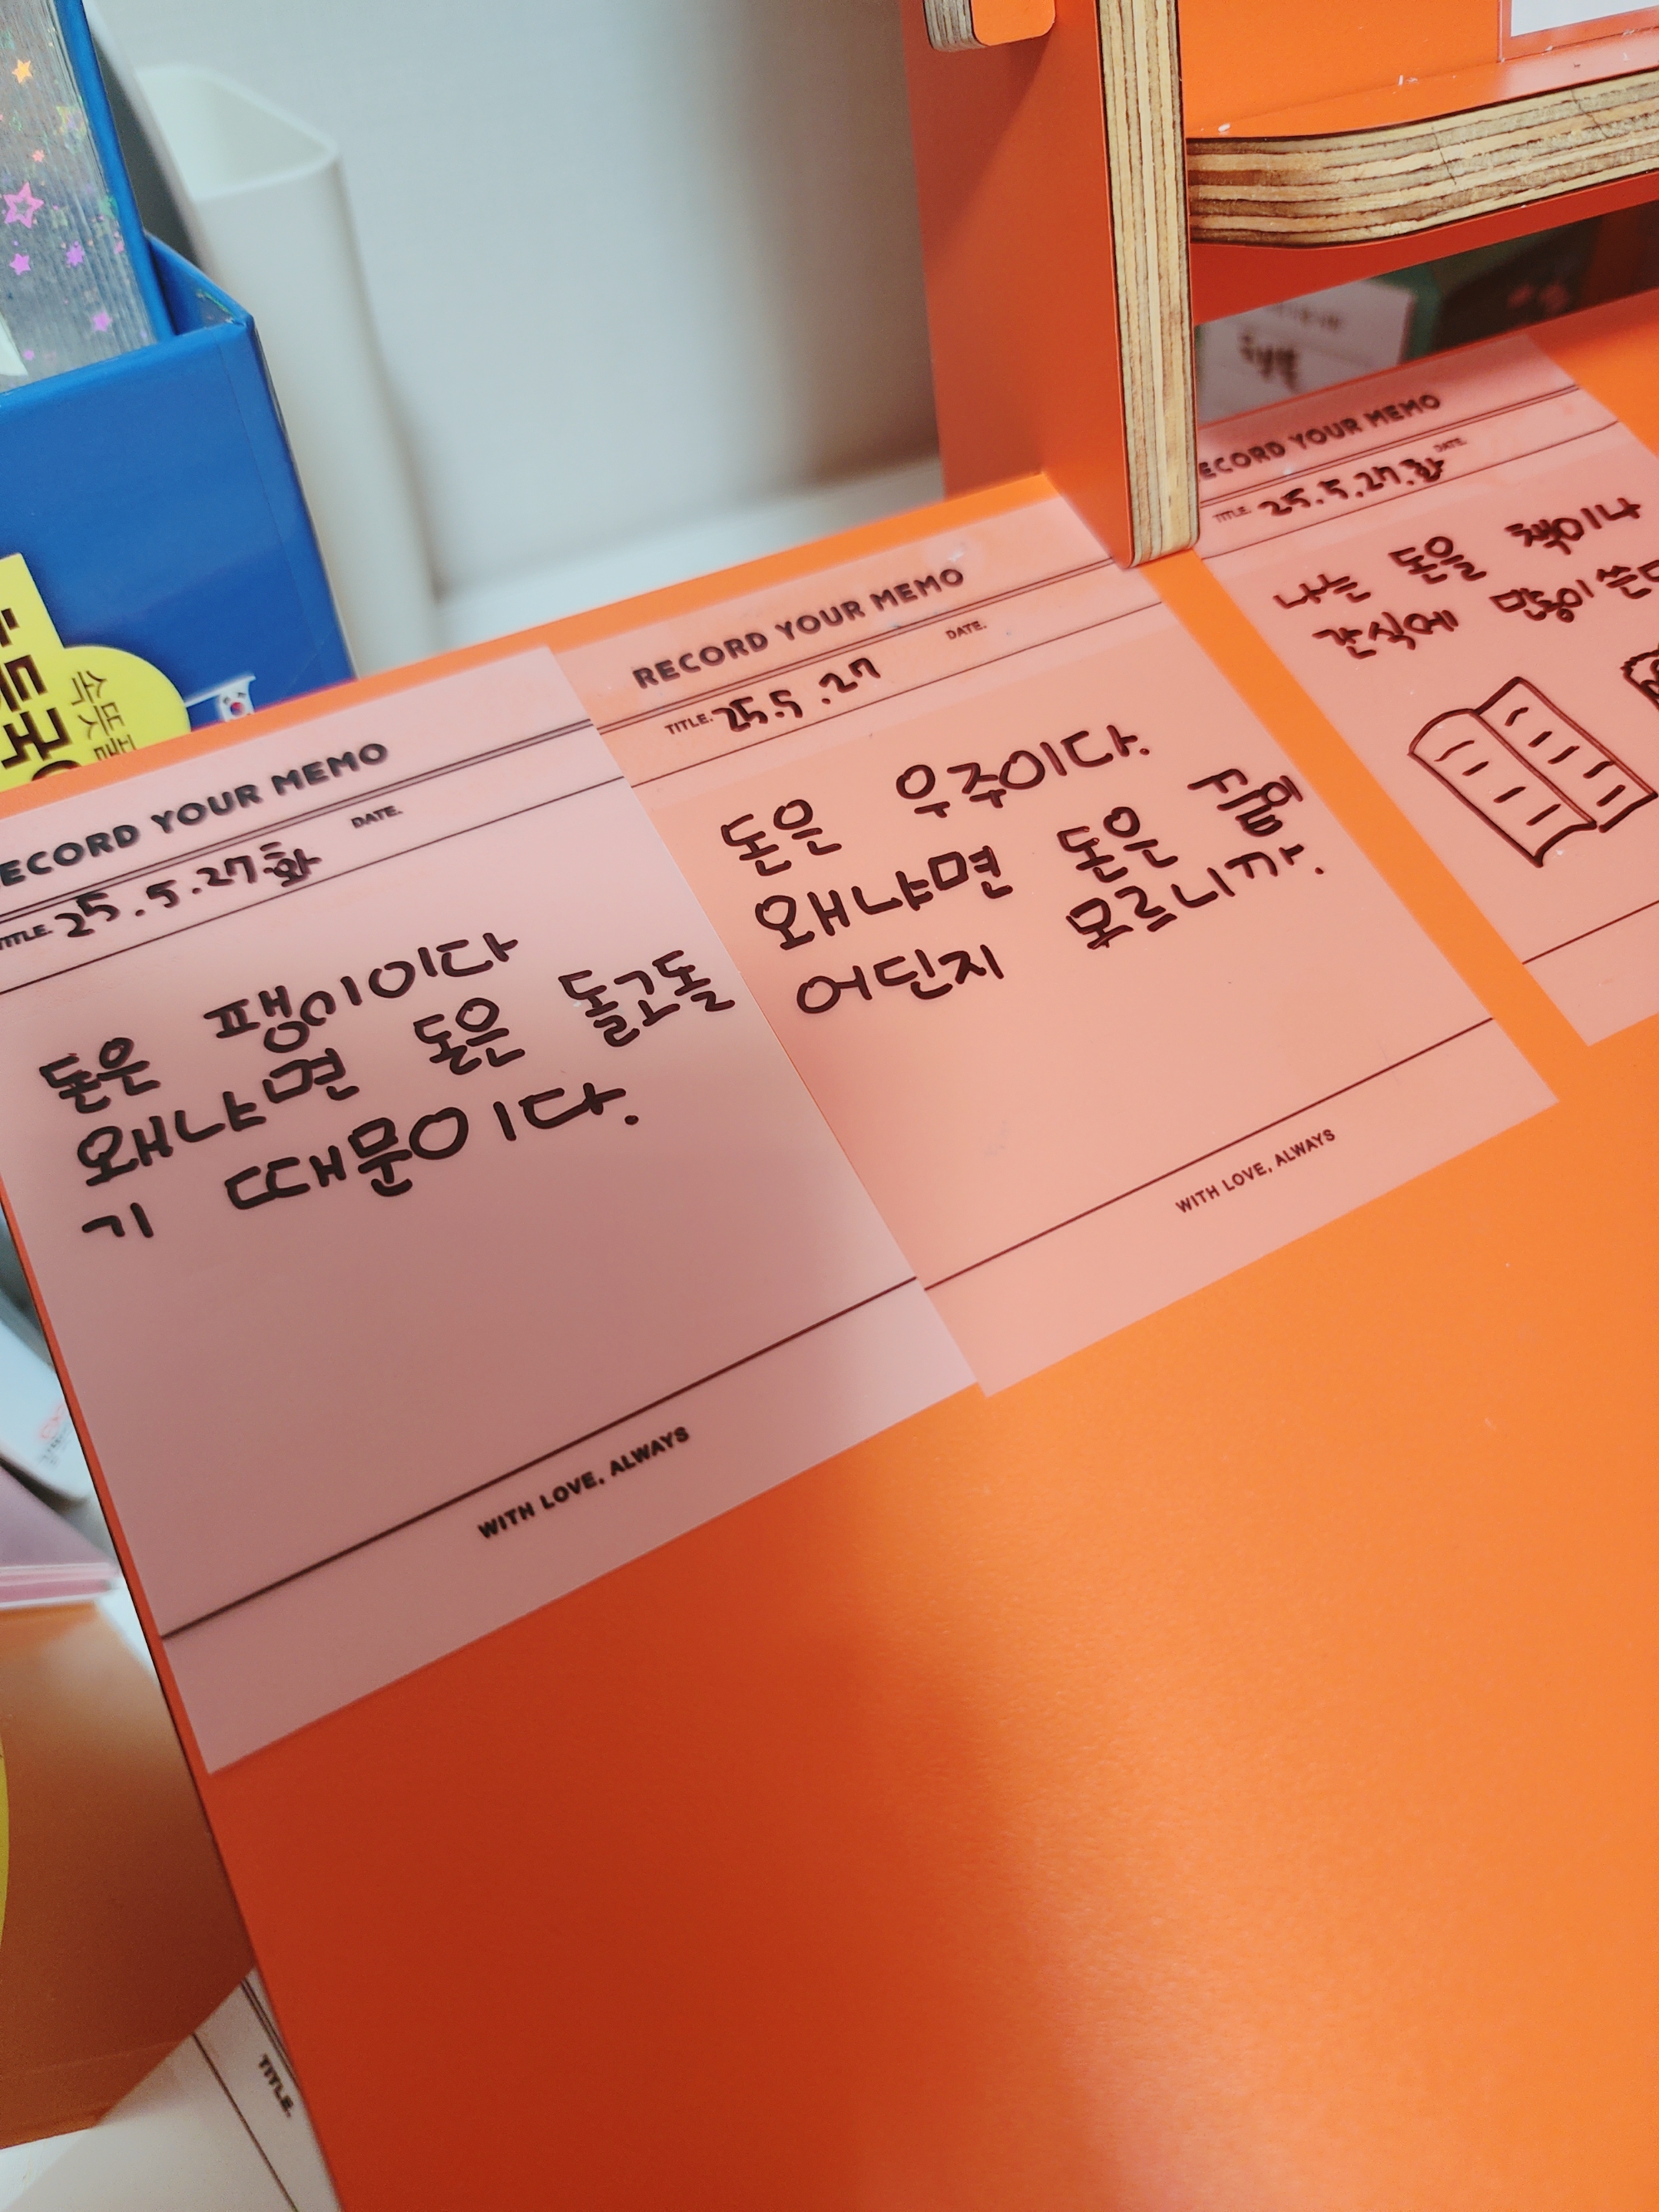 RECORD YOUR MEMO
DATE.
TITLE. 25.5.27화
돈은 팽이이다
왜냐면 돈은 돌고돌
기 때문이다.
WITH LOVE, ALWAYS
RECORD YOUR MEMO
DATE.
TITLE. 25.5.27
돈은 우주이다.
왜냐면 돈은 끝이
어딘지 모르니까.
WITH LOVE, ALWAYS
RECORD YOUR MEMO
DATE.
TITLE. 25.5.27.화
나는 돈을 책이나
간식에 많이 쓴다
TITLE.